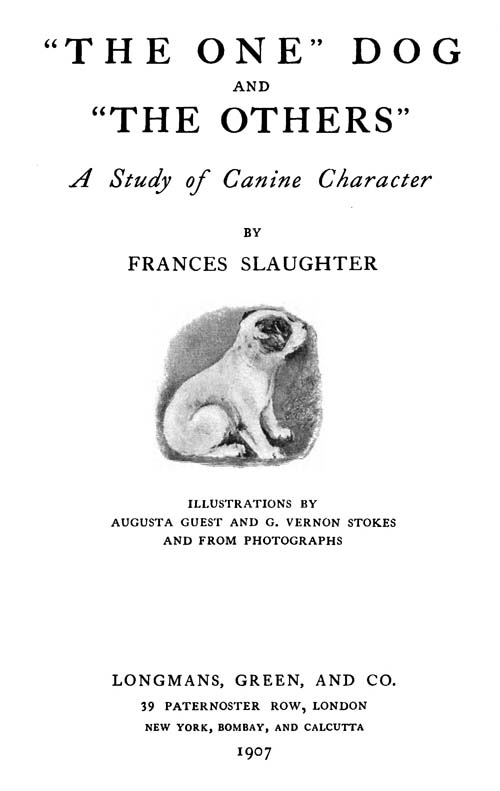 “THE ONE” DOG
AND
“THE OTHERS”
A Study of Canine Character
BY
FRANCES SLAUGHTER
ILLUSTRATIONS BY
AUGUSTA GUEST AND G. VERNON STOKES
AND FROM PHOTOGRAPHS
LONGMANS, GREEN, AND CO.
39 PATERNOSTER ROW, LONDON
NEW YORK, BOMBAY, AND CALCUTTA
1907